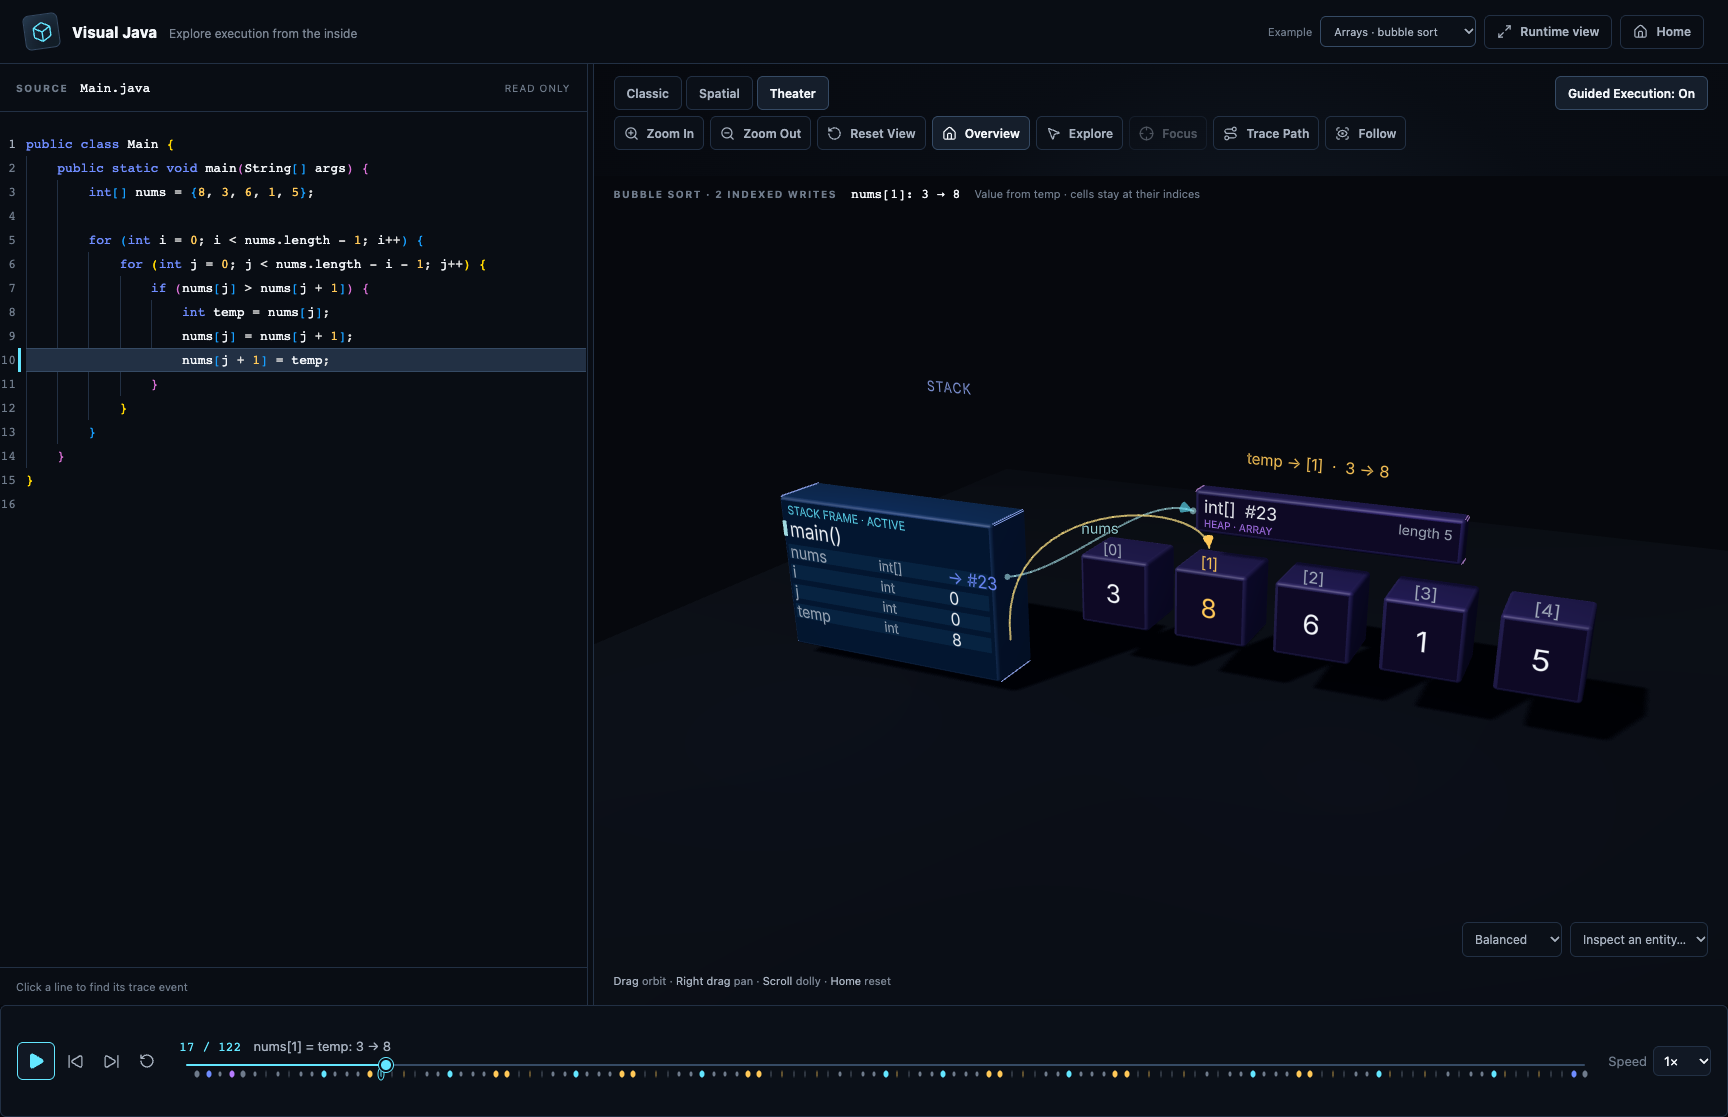 Visual Java Explore execution from the inside
Example Arrays · bubble sort Runtime view Home
SOURCE Main.java READ ONLY
1 public class Main {
2 public static void main(String[] args) {
3 int[] nums = {8, 3, 6, 1, 5};
4
5 for (int i = 0; i < nums.length - 1; i++) {
6 for (int j = 0; j < nums.length - i - 1; j++) {
7 if (nums[j] > nums[j + 1]) {
8 int temp = nums[j];
9 nums[j] = nums[j + 1];
10 nums[j + 1] = temp;
11 }
12 }
13 }
14 }
15 }
16
Click a line to find its trace event
Classic Spatial Theater Guided Execution: On
Zoom In Zoom Out Reset View Overview Explore Focus Trace Path Follow
BUBBLE SORT · 2 INDEXED WRITES nums[1]: 3 → 8 Value from temp · cells stay at their indices
STACK
STACK FRAME · ACTIVE
main()
nums int[] → #23
i int 0
j int 0
temp int 8
nums
temp → [1] · 3 → 8
int[] #23
HEAP · ARRAY
length 5
[0] [1] [2] [3] [4]
3 8 6 1 5
Balanced Inspect an entity...
Drag orbit · Right drag pan · Scroll dolly · Home reset
17 / 122 nums[1] = temp: 3 → 8
Speed 1×